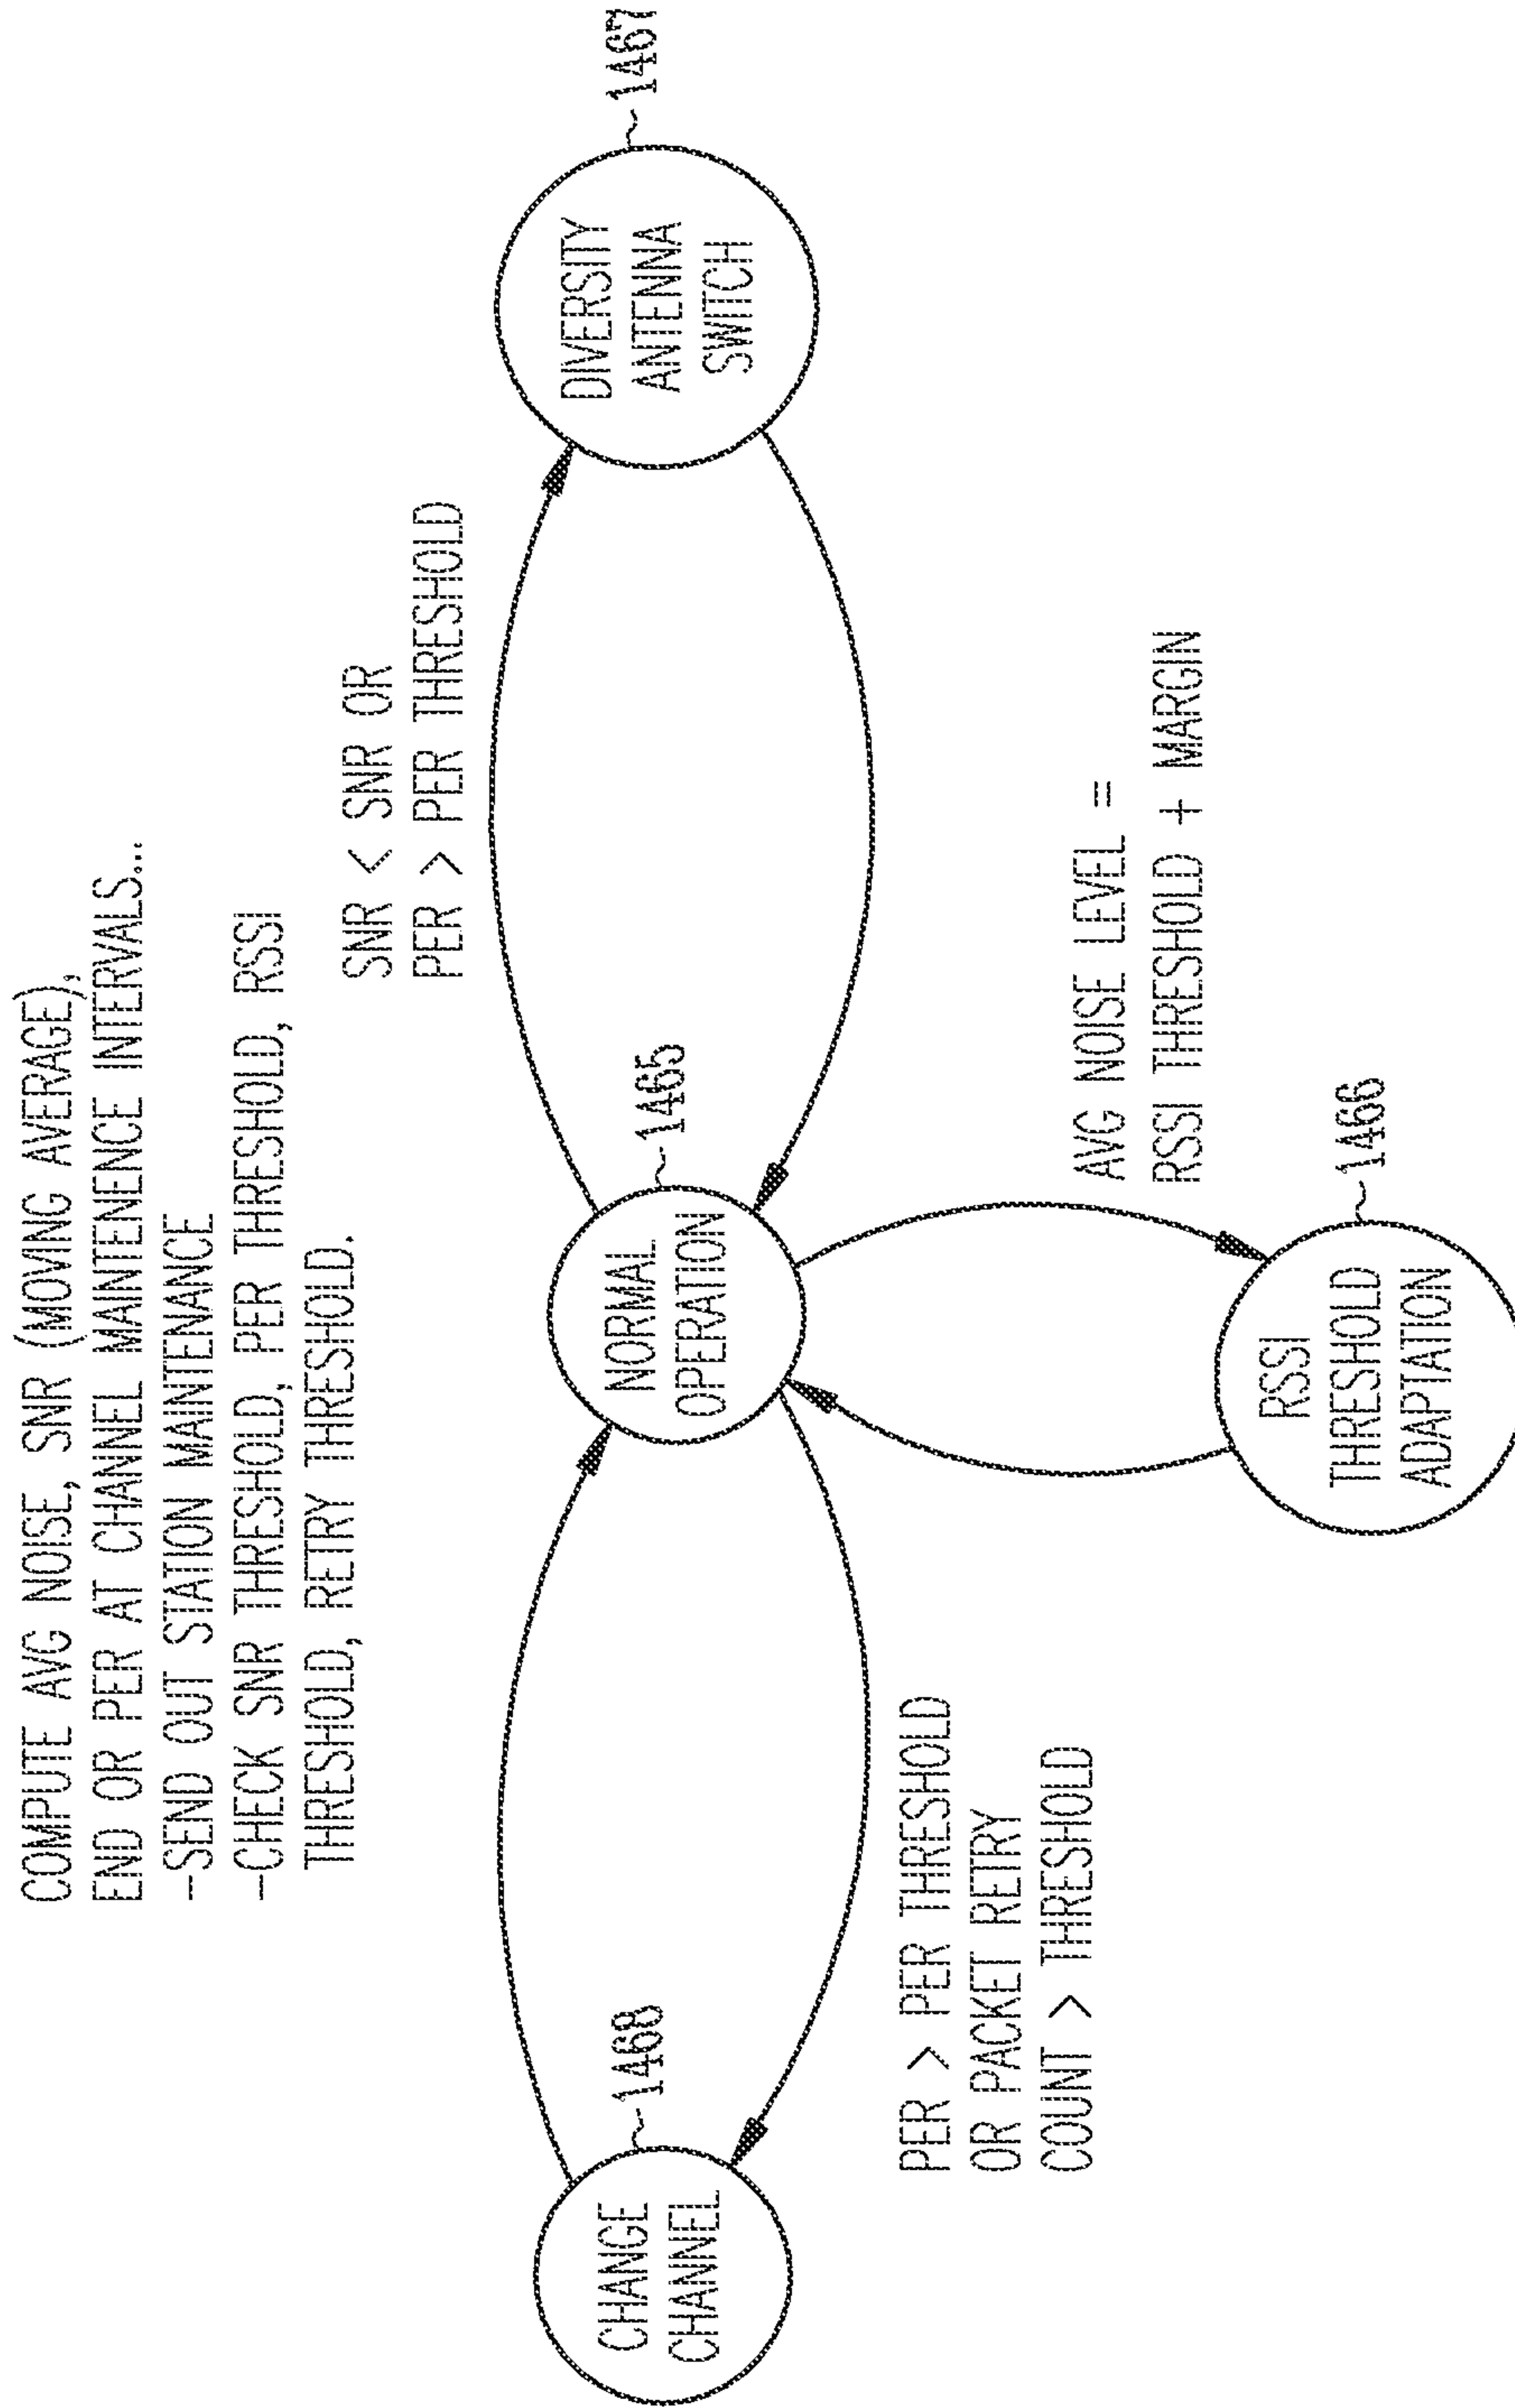 COMPUTE AVG NOISE, SNR (MOVING AVERAGE),
END OR PER AT CHANNEL MAINTENENCE INTERVALS...
-SEND OUT STATION MAINTENANCE
-CHECK SNR THRESHOLD, PER THRESHOLD, RSSI
THRESHOLD, RETRY THRESHOLD.
SNR < SNR OR
PER > PER THRESHOLD
CHANGE
CHANNEL
1468
NORMAL
OPERATION
1465
DIVERSITY
ANTENNA
SWITCH
1467
PER > PER THRESHOLD
OR PACKET RETRY
COUNT > THRESHOLD
AVG NOISE LEVEL =
RSSI THRESHOLD + MARGIN
RSSI
THRESHOLD
ADAPTATION
1466